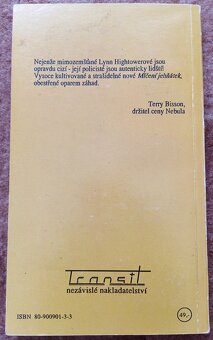 Nejenže mimozemšťané Lynn Hightowerové jsou
opravdu cizí - její policisté jsou autenticky lidští!
Vysoce kultivované a strašidelné nové Mlčení jehňátek,
obestřené oparem záhad.
Terry Bisson,
držitel ceny Nebula
Transit
nezávislé nakladatelství
ISBN 80-900901-3-3
49,-